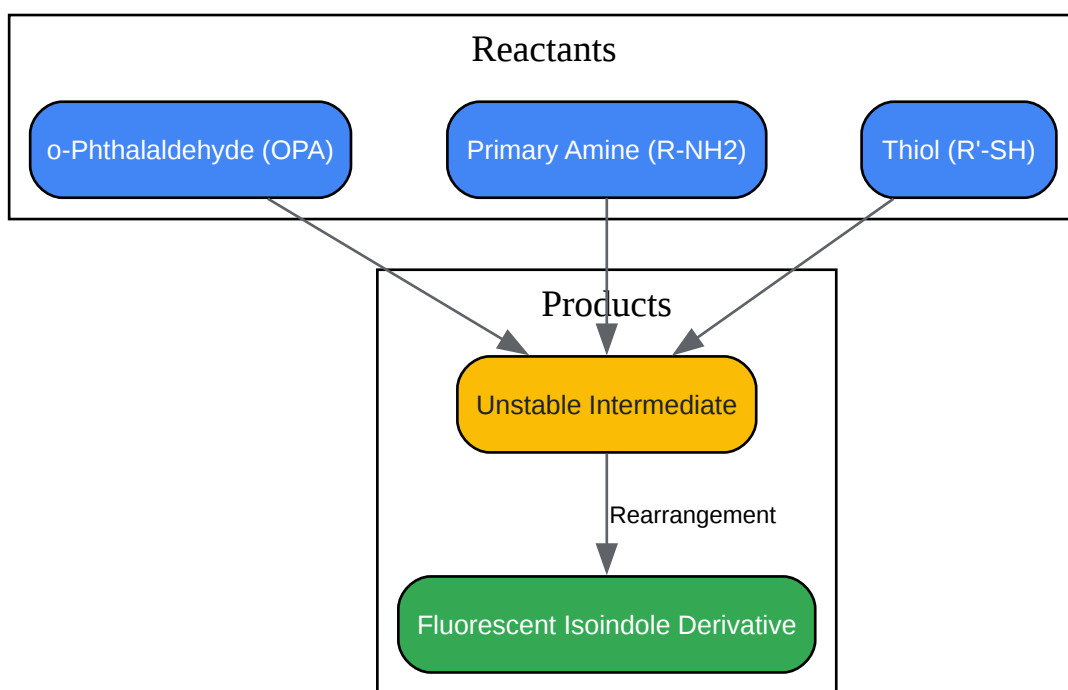 Reactants
o-Phthalaldehyde (OPA)
Primary Amine (R-NH2)
Thiol (R'-SH)
Products
Unstable Intermediate
Rearrangement
Fluorescent Isoindole Derivative